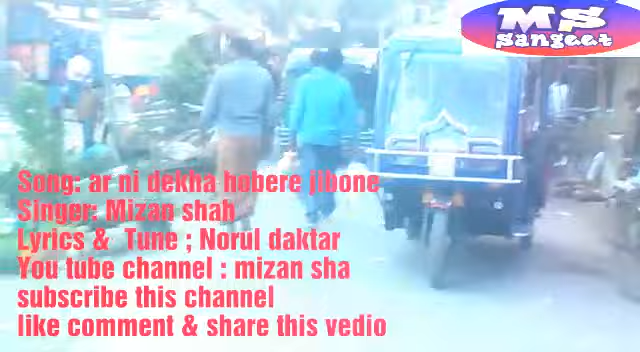 MS
Sangeet
Song: ar ni dekha hobere jibone
Singer: Mizan shah
Lyrics & Tune ; Norul daktar
You tube channel : mizan sha
subscribe this channel
like comment & share this vedio